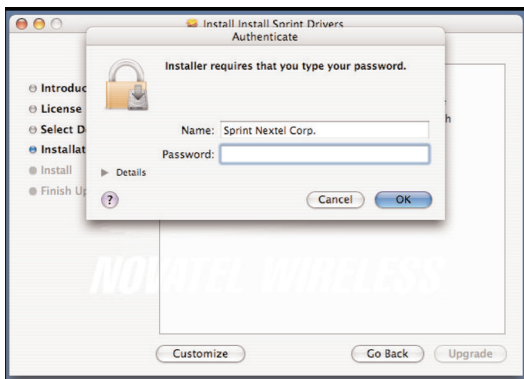 Install Install Sprint Drivers
Authenticate
Installer requires that you type your password.
Name: Sprint Nextel Corp.
Password:
Details
?
Cancel
OK
Introduc
License
Select D
Installat
Install
Finish Up
h
NOVATEL WIRELESS
Customize
Go Back
Upgrade